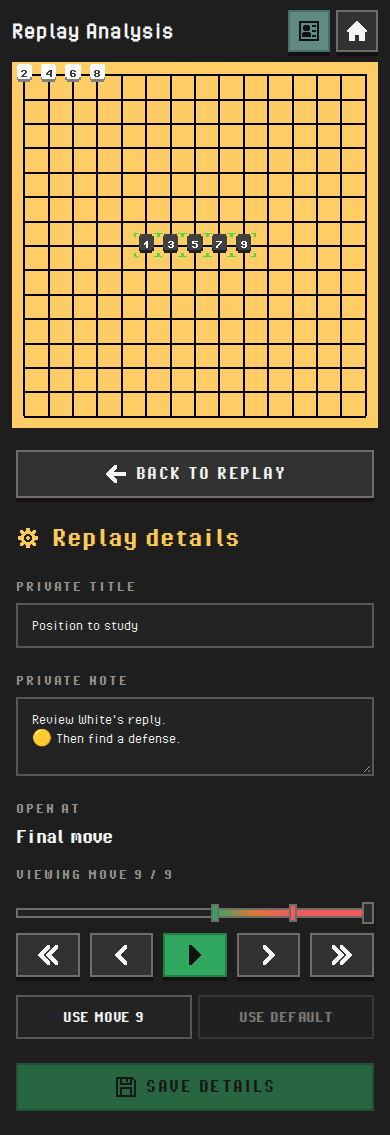 Replay Analysis
2 4 6 8
1 3 5 7 9
BACK TO REPLAY
Replay details
PRIVATE TITLE
Position to study
PRIVATE NOTE
Review White's reply.
🟡 Then find a defense.
OPEN AT
Final move
VIEWING MOVE 9 / 9
USE MOVE 9 USE DEFAULT
SAVE DETAILS